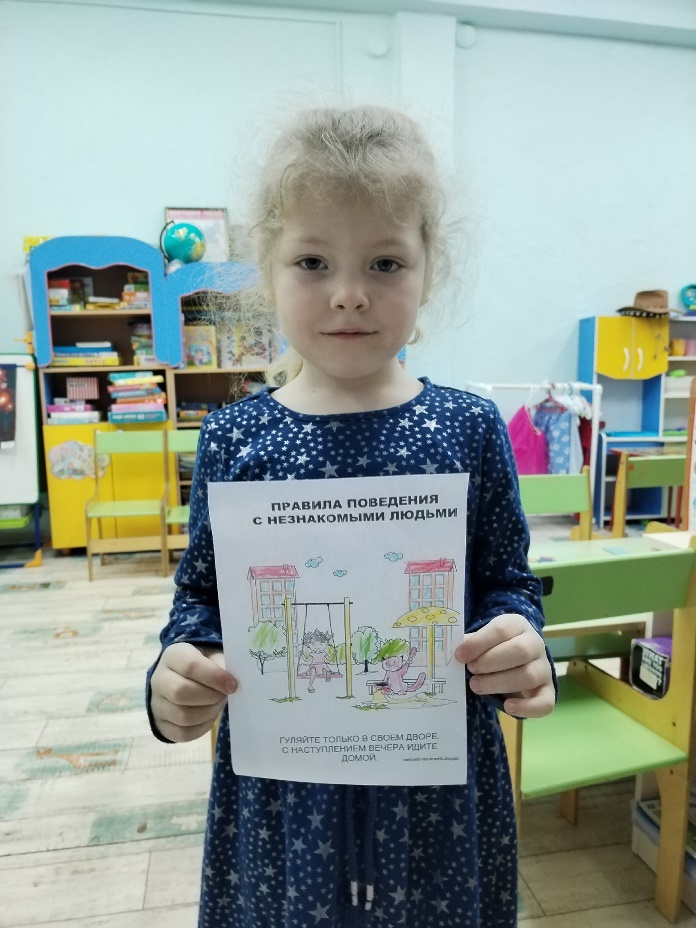 ПРАВИЛА ПОВЕДЕНИЯ
С НЕЗНАКОМЫМИ ЛЮДЬМИ
ГУЛЯЙТЕ ТОЛЬКО В СВОЕМ ДВОРЕ,
С НАСТУПЛЕНИЕМ ВЕЧЕРА ИДИТЕ
ДОМОЙ.